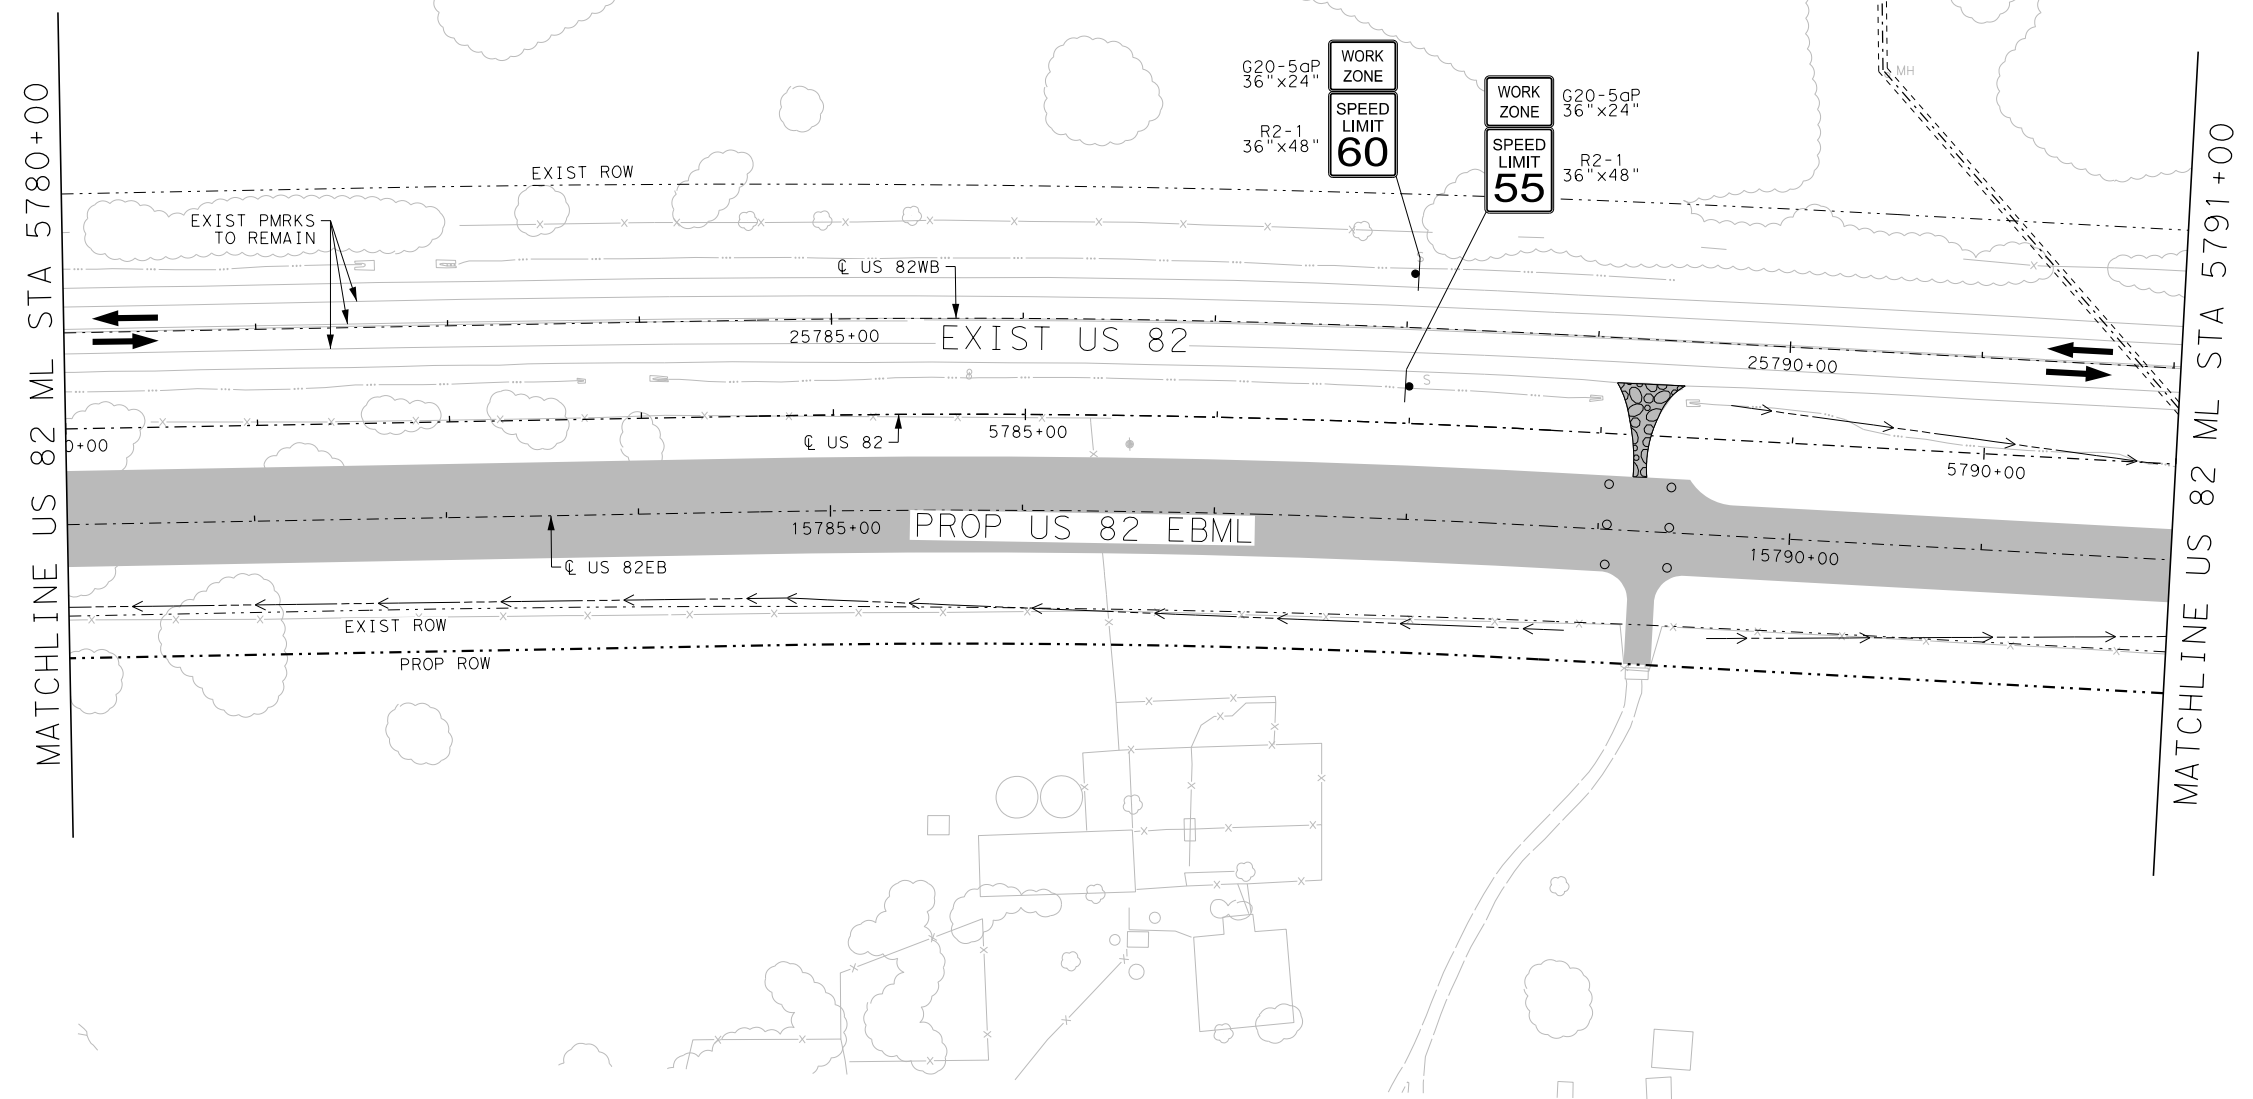 MATCHLINE US 82 ML STA 5780+00
EXIST ROW
EXIST PMRKS
TO REMAIN
G20-5aP
36"x24"
R2-1
36"x48"
WORK
ZONE
SPEED
LIMIT
60
WORK
ZONE
SPEED
LIMIT
55
G20-5aP
36"x24"
R2-1
36"x48"
MH
℄ US 82WB
25785+00
EXIST US 82
25790+00
S
8
S
0+00
℄ US 82
5785+00
5790+00
15785+00
PROP US 82 EBML
15790+00
℄ US 82EB
EXIST ROW
PROP ROW
MATCHLINE US 82 ML STA 5791+00